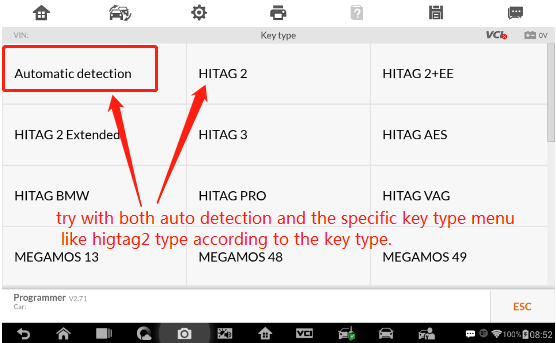 VIN:
Key type
VCI
0V
Automatic detection
HITAG 2
HITAG 2+EE
HITAG 2 Extended
HITAG 3
HITAG AES
HITAG BMW
HITAG PRO
HITAG VAG
try with both auto detection and the specific key type menu
like higtag2 type according to the key type.
MEGAMOS 13
MEGAMOS 48
MEGAMOS 49
Programmer V2.71
Car:
ESC
VCI
100%
08:52